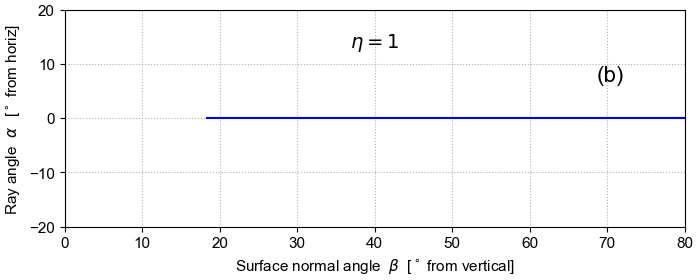 20
10
0
−10
−20
Ray angle α [° from horiz]
η = 1
(b)
0 10 20 30 40 50 60 70 80
Surface normal angle β [° from vertical]